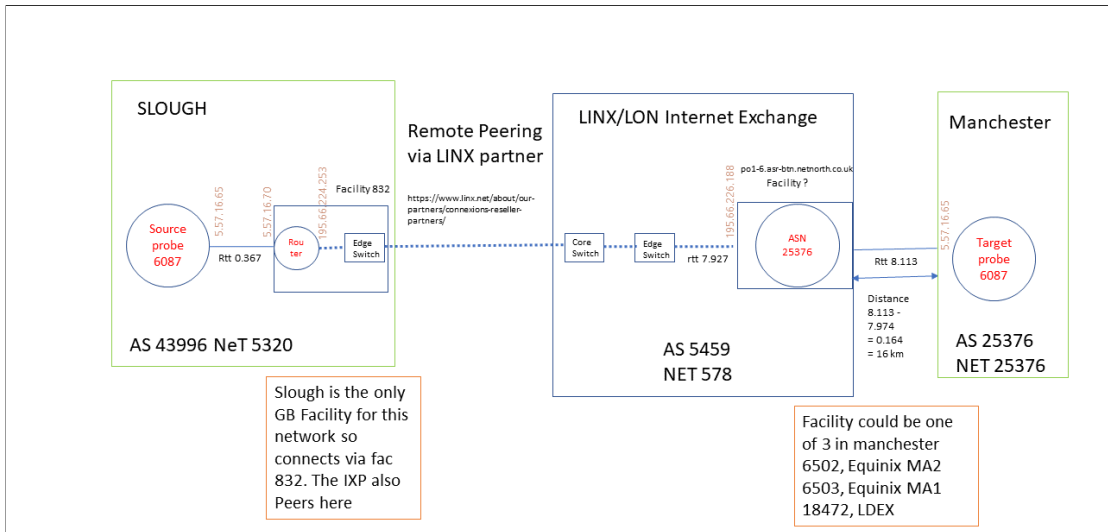 SLOUGH
Source
probe
6087
5.57.16.65
Rtt 0.367
5.57.16.70
195.66.224.253
Facility 832
Rou
ter
Edge
Switch
AS 43996 NeT 5320
Remote Peering
via LINX partner
https://www.linx.net/about/our-
partners/connexions-reseller-
partners/
LINX/LON Internet Exchange
Core
Switch
Edge
Switch
rtt 7.927
195.66.226.188
po1-6.asr-btn.netnorth.co.uk
Facility ?
ASN
25376
AS 5459
NET 578
Manchester
Rtt 8.113
5.57.16.65
Target
probe
6087
Distance
8.113 -
7.974
= 0.164
= 16 km
AS 25376
NET 25376
Slough is the only
GB Facility for this
network so
connects via fac
832. The IXP also
Peers here
Facility could be one
of 3 in manchester
6502, Equinix MA2
6503, Equinix MA1
18472, LDEX